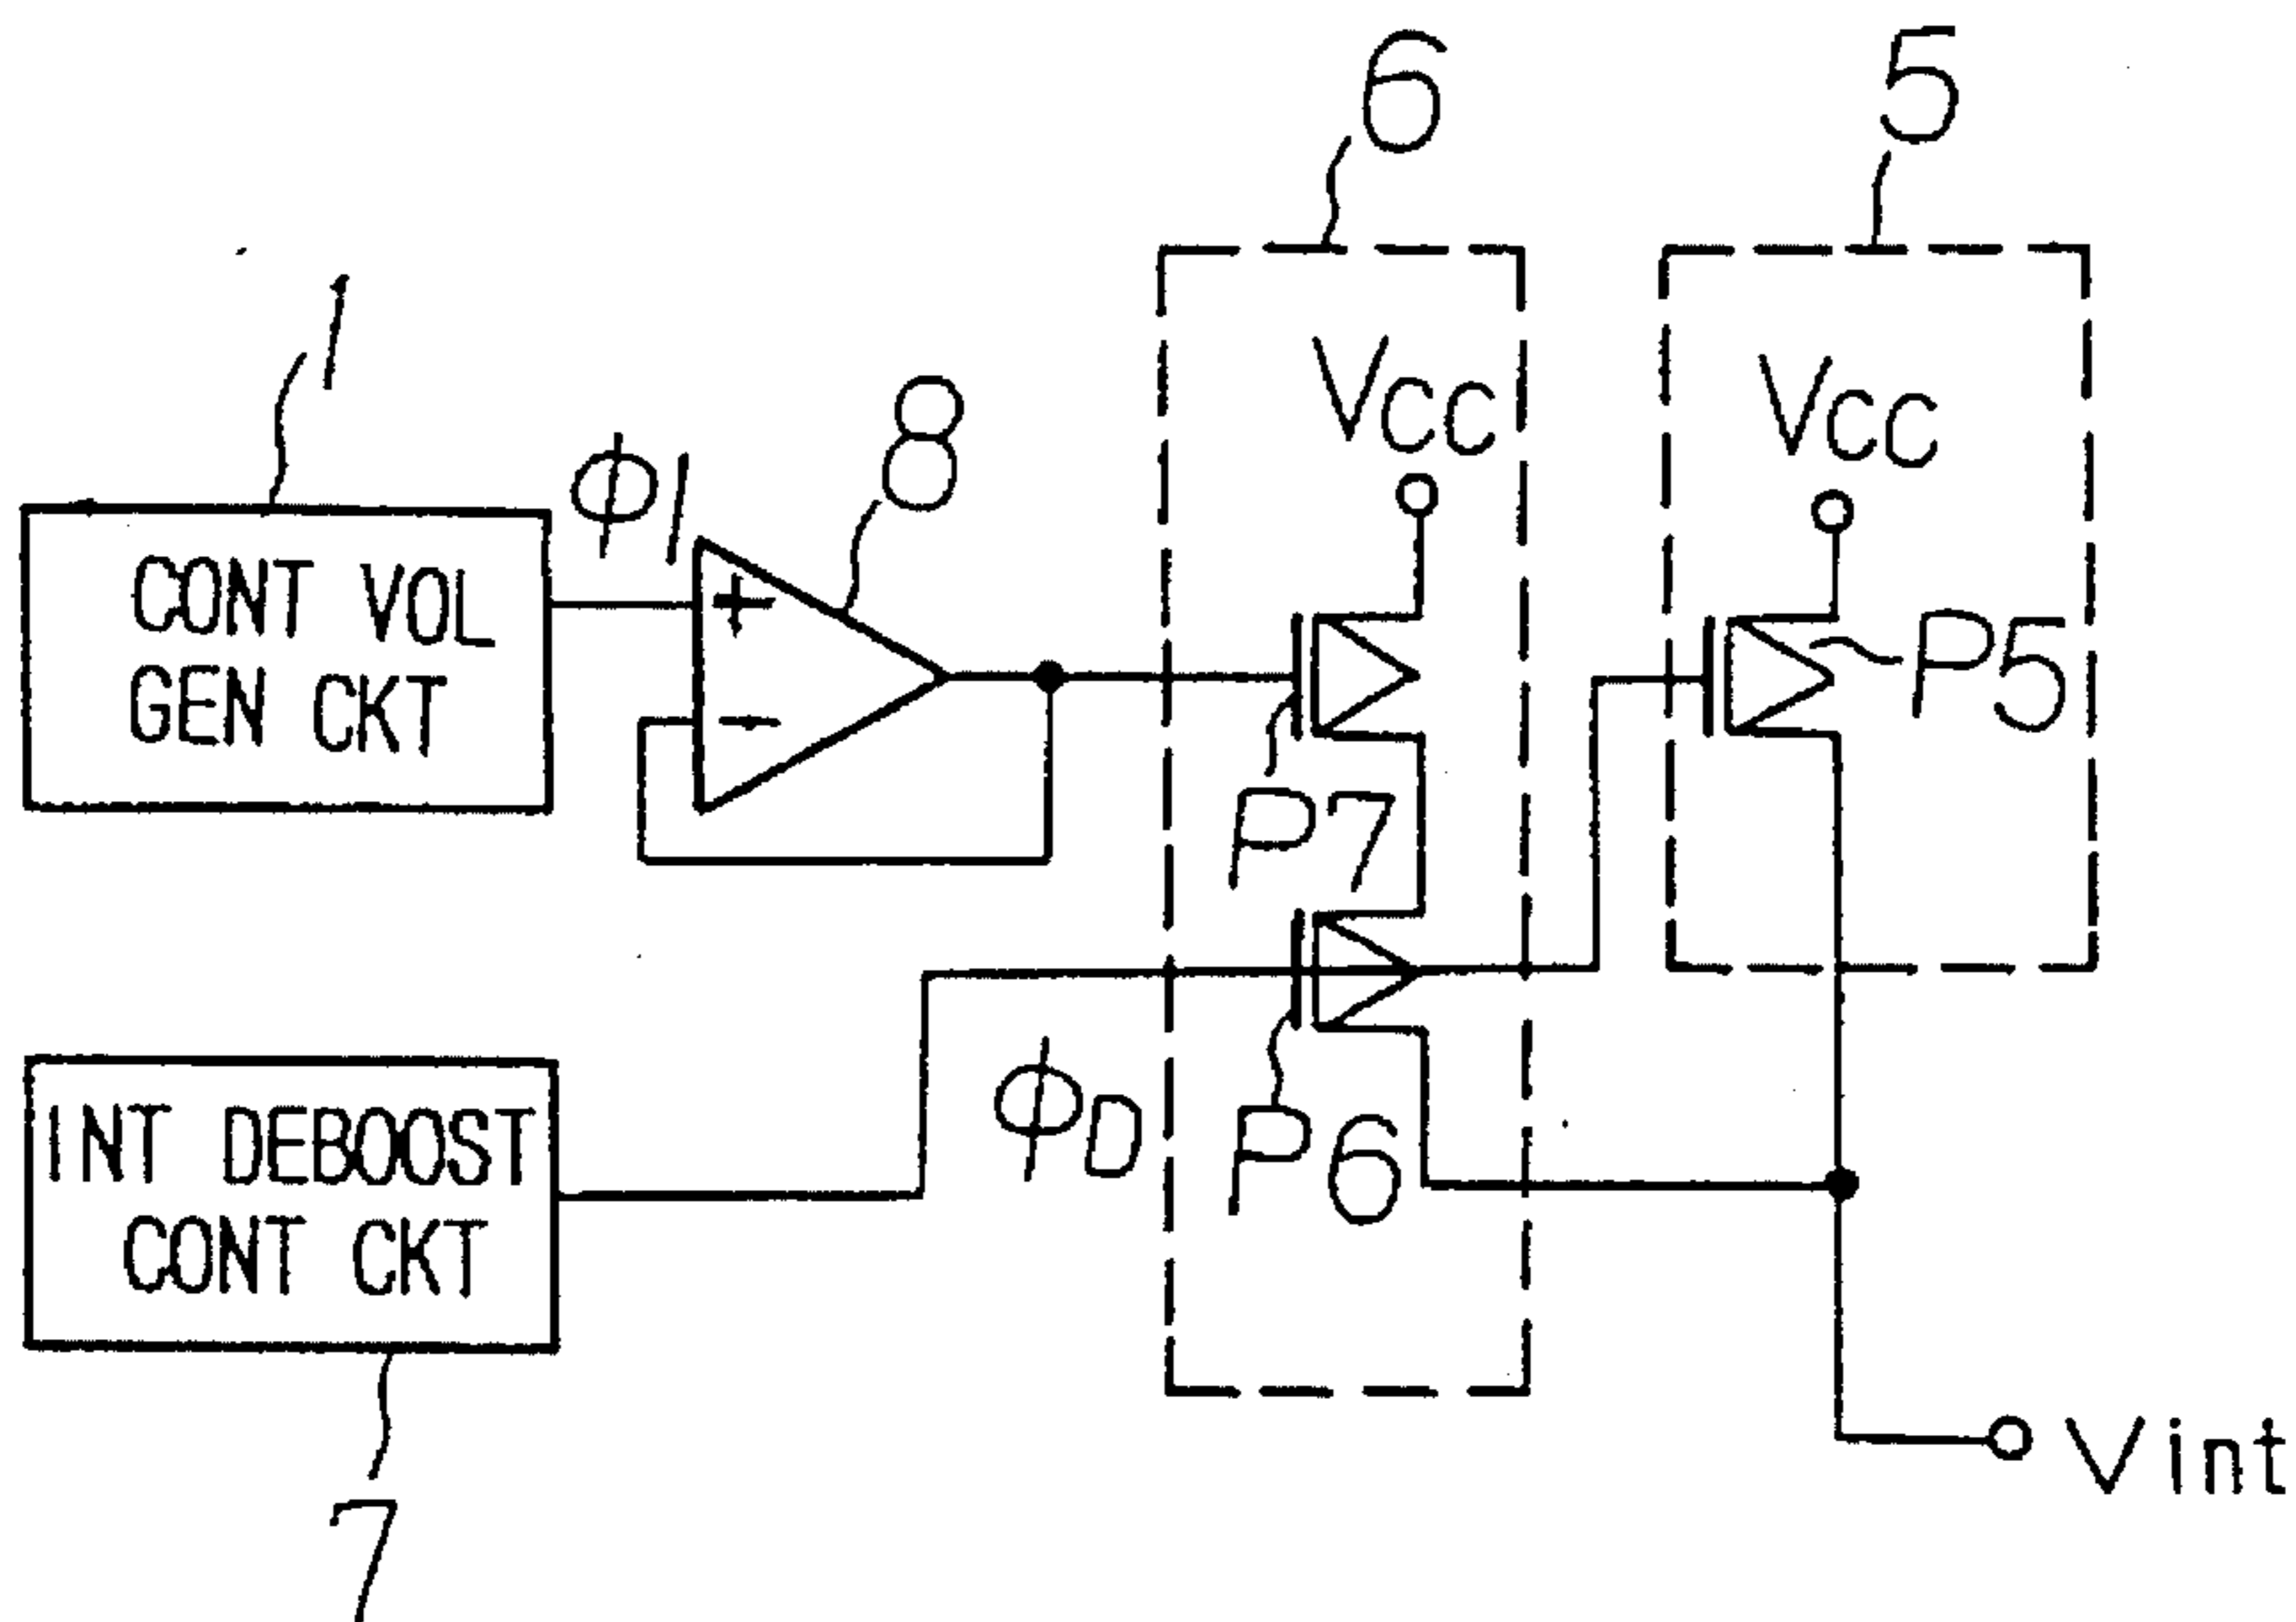 6
5
1
VCC
VCC
8
ϕ1
CONT VOL
GEN CKT
+
−
P5
P7
INT DEBOOST
CONT CKT
ϕD
P6
Vint
7